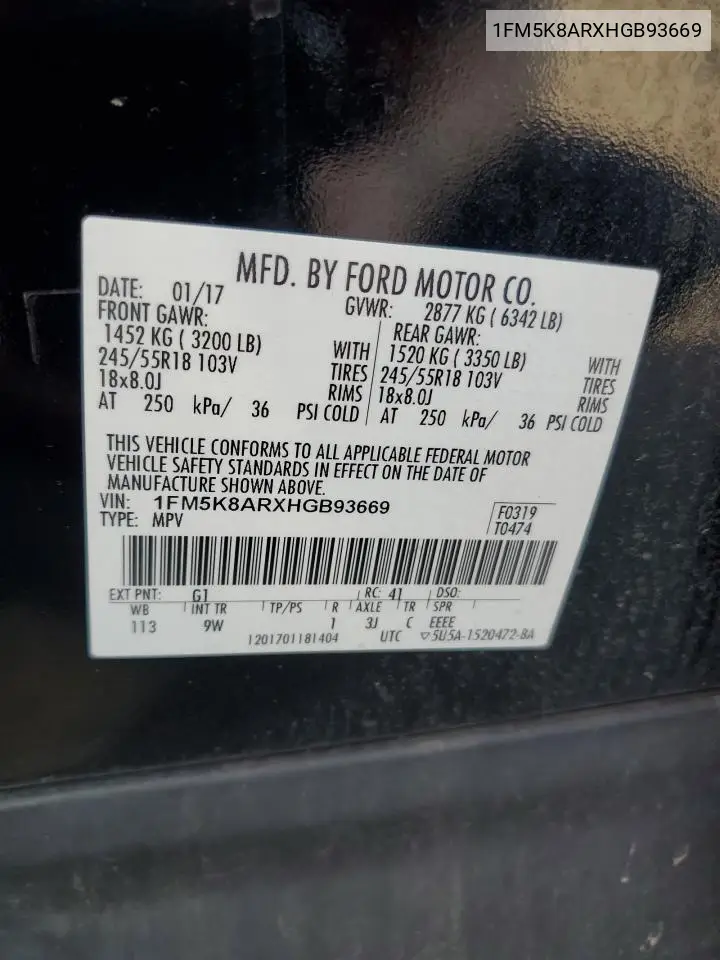 1FM5K8ARXHGB93669
MFD. BY FORD MOTOR CO.
DATE: 01/17
GVWR: 2877 KG ( 6342 LB)
FRONT GAWR:
1452 KG ( 3200 LB) WITH
245/55R18 103V TIRES
18x8.0J RIMS
AT 250 kPa/ 36 PSI COLD
REAR GAWR:
1520 KG ( 3350 LB) WITH
245/55R18 103V TIRES
18x8.0J RIMS
AT 250 kPa/ 36 PSI COLD
THIS VEHICLE CONFORMS TO ALL APPLICABLE FEDERAL MOTOR
VEHICLE SAFETY STANDARDS IN EFFECT ON THE DATE OF
MANUFACTURE SHOWN ABOVE.
VIN: 1FM5K8ARXHGB93669
TYPE: MPV
F0319
T0474
EXT PNT: G1 RC: 41 DSO:
WB INT TR TP/PS R AXLE TR SPR
113 9W 1 3J C EEEE
1201701181404 UTC ▽5U5A-1520472-BA